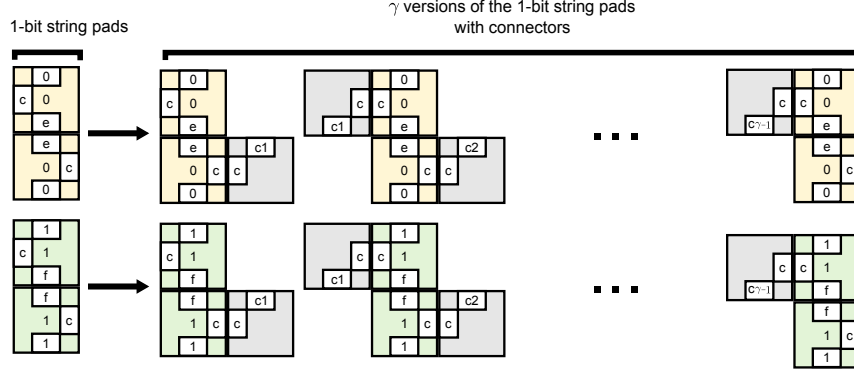 γ versions of the 1-bit string pads
with connectors
1-bit string pads
0
c 0
e
e
0 c
0
0
c 0
e
e c1
0 c c
0
0
c c 0
c1 e
e c2
0 c c
0
...
0
c c 0
cγ-1 e
e
0 c
0
1
c 1
f
f
1 c
1
1
c 1
f
f c1
1 c c
1
1
c c 1
c1 f
f c2
1 c c
1
...
1
c c 1
cγ-1 f
f
1 c
1